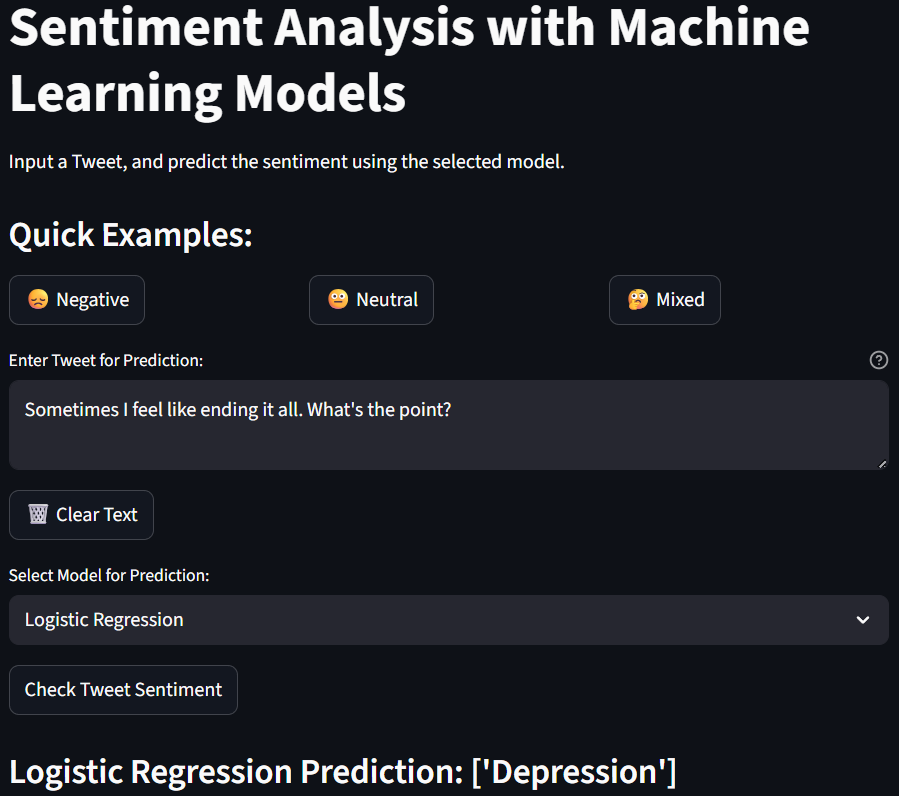 Sentiment Analysis with Machine
Learning Models
Input a Tweet, and predict the sentiment using the selected model.
Quick Examples:
😞 Negative
😐 Neutral
🤔 Mixed
Enter Tweet for Prediction:
?
Sometimes I feel like ending it all. What's the point?
🗑️ Clear Text
Select Model for Prediction:
Logistic Regression
Check Tweet Sentiment
Logistic Regression Prediction: ['Depression']